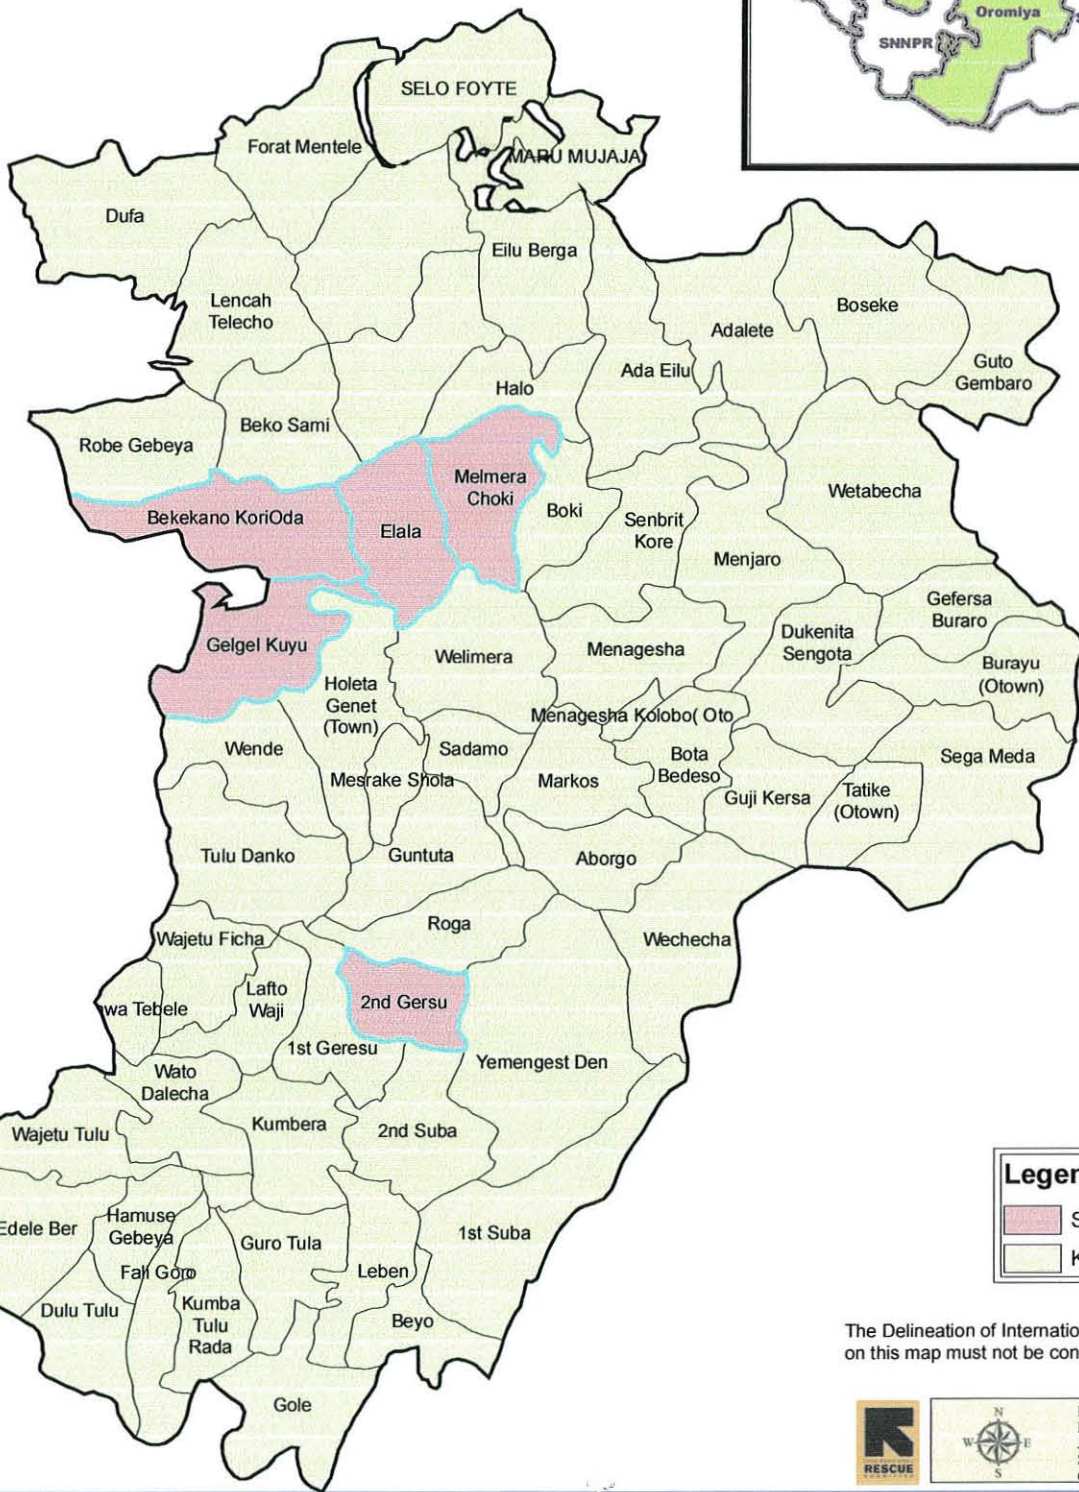 Oromiya
SNNPR
SELO FOYTE
Forat Mentele
MARU MUJAJA
Dufa
Eilu Berga
Lencah
Telecho
Boseke
Adalete
Ada Eilu
Guto
Gembaro
Halo
Beko Sami
Robe Gebeya
Melmera
Choki
Wetabecha
Boki
Bekekano KoriOda
Elala
Senbrit
Kore
Menjaro
Gefersa
Buraro
Dukenita
Sengota
Gelgel Kuyu
Menagesha
Welimera
Burayu
(Otown)
Holeta
Genet
(Town)
Menagesha Kolobo( Oto
Wende
Sadamo
Bota
Bedeso
Sega Meda
Mesrake Shola
Markos
Guji Kersa
Tatike
(Otown)
Tulu Danko
Guntuta
Aborgo
Roga
Wajetu Ficha
Wechecha
Lafto
Waji
2nd Gersu
wa Tebele
1st Geresu
Yemengest Den
Wato
Dalecha
Kumbera
2nd Suba
Wajetu Tulu
Legen
Hamuse
Gebeya
Edele Ber
Guro Tula
1st Suba
S
K
Fali Goro
Leben
Dulu Tulu
Kumba
Tulu
Rada
Beyo
The Delineation of Internatio
on this map must not be con
Gole
N
W E
S
RESCUE